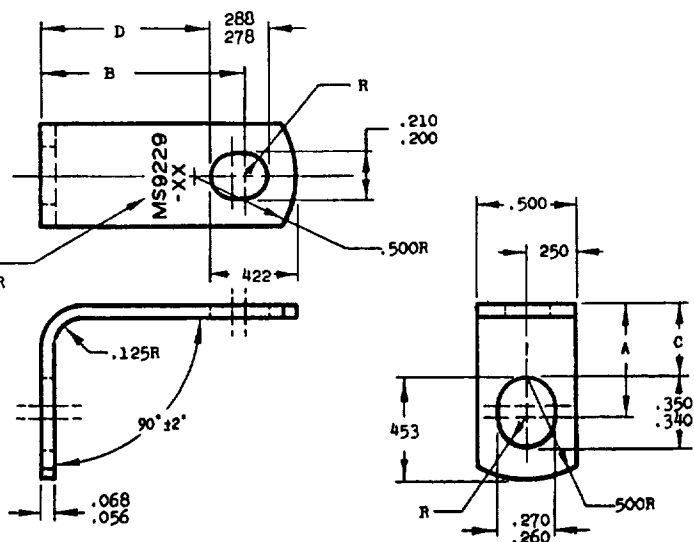 D
288
278
B
R
.210
.200
MS9229
-XX
.500R
R
422
.125R
90° ±2°
.068
.056
.500
250
A
C
.350
.340
453
R
.500R
.270
.260